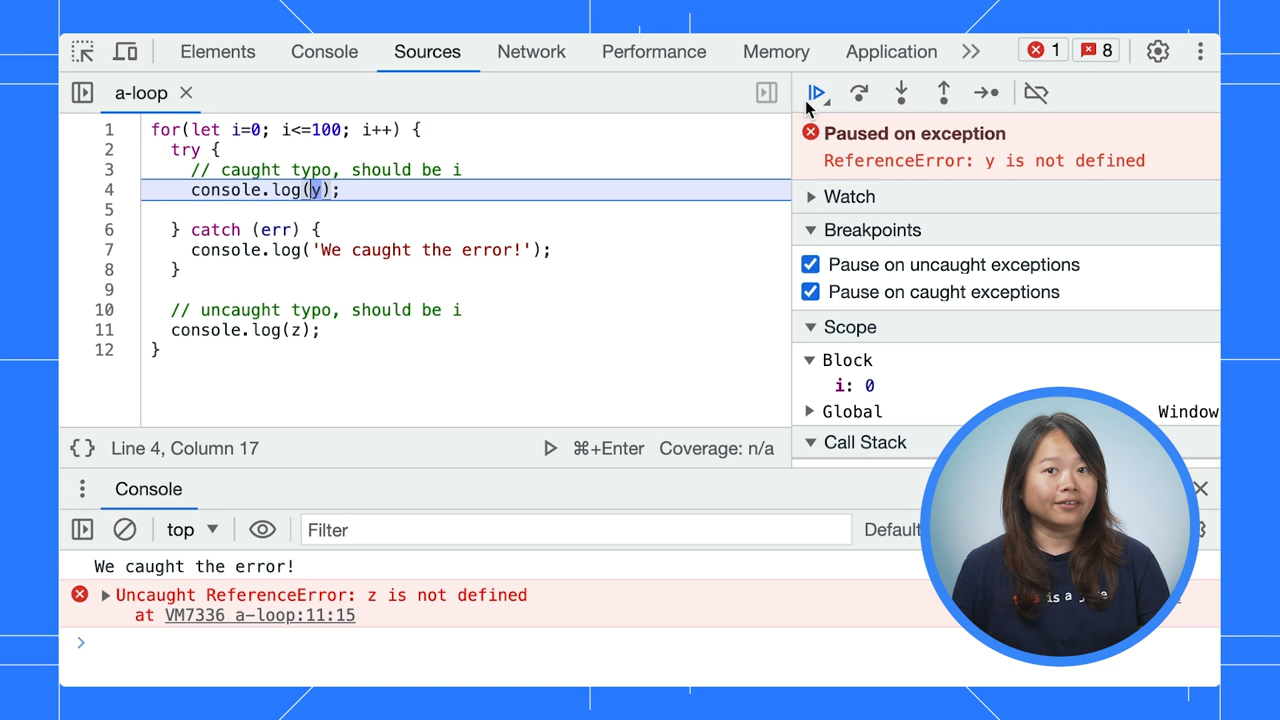 Elements Console Sources Network Performance Memory Application 1 8
a-loop
1 for(let i=0; i<=100; i++) {
2 try {
3 // caught typo, should be i
4 console.log(y);
5
6 } catch (err) {
7 console.log('We caught the error!');
8 }
9
10 // uncaught typo, should be i
11 console.log(z);
12 }
{ } Line 4, Column 17 ⌘+Enter Coverage: n/a
Paused on exception
ReferenceError: y is not defined
Watch
Breakpoints
Pause on uncaught exceptions
Pause on caught exceptions
Scope
Block
i: 0
Global Window
Call Stack
Console
top Filter Default
We caught the error!
Uncaught ReferenceError: z is not defined
at VM7336 a-loop:11:15
>
is a